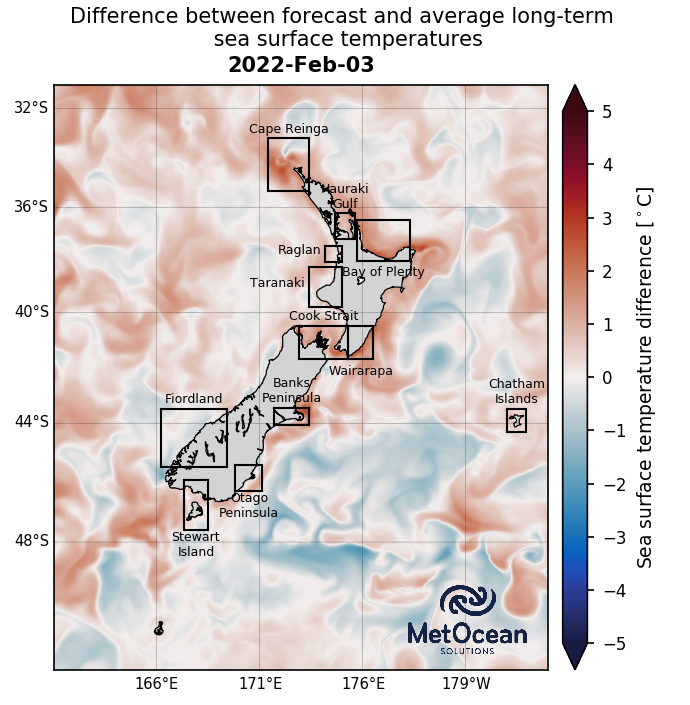 Difference between forecast and average long-term
sea surface temperatures
2022-Feb-03
32°S
36°S
40°S
44°S
48°S
Cape Reinga
Hauraki
Gulf
Raglan
Bay of Plenty
Taranaki
Cook Strait
Wairarapa
Banks
Peninsula
Fiordland
Chatham
Islands
Otago
Peninsula
Stewart
Island
MetOcean
SOLUTIONS
166°E
171°E
176°E
179°W
5
4
3
2
1
0
−1
−2
−3
−4
−5
Sea surface temperature difference [°C]